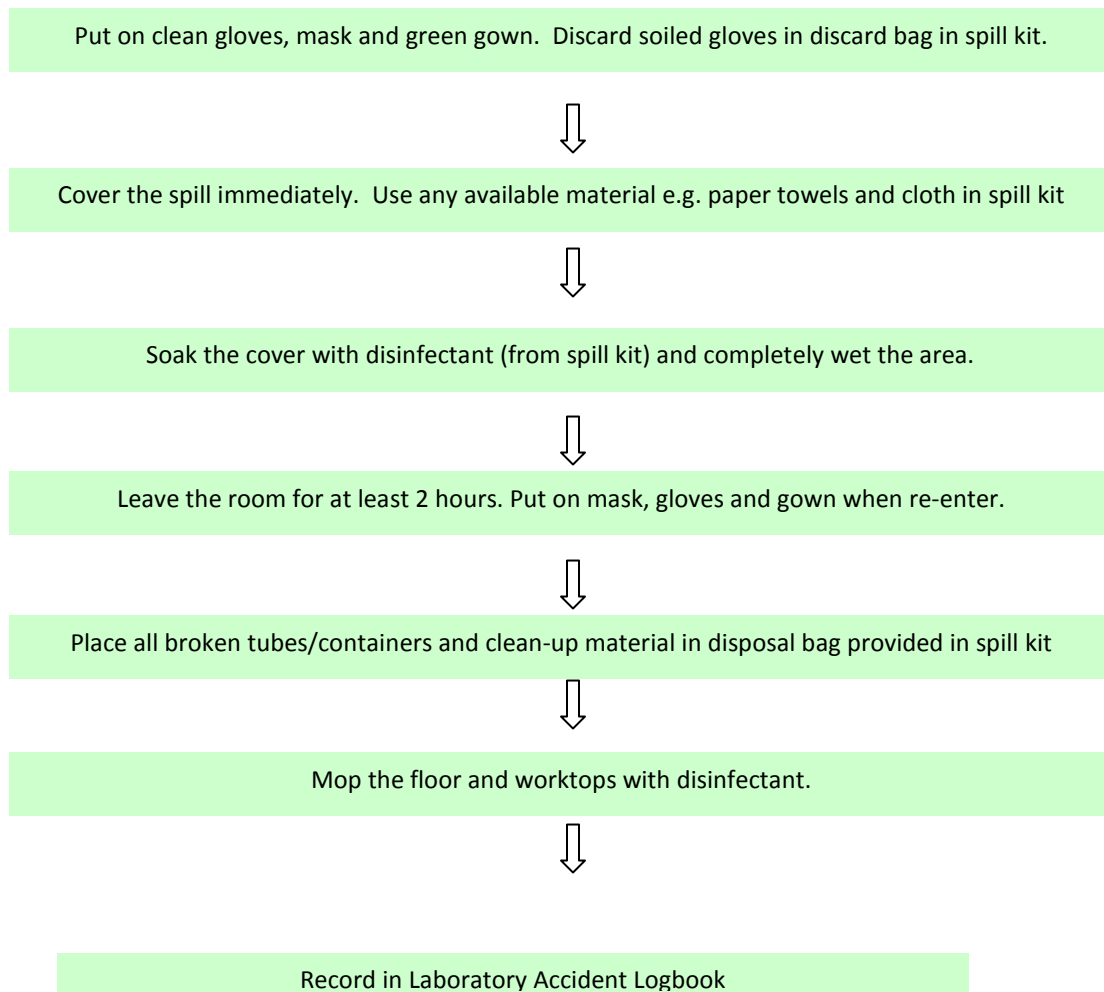 Put on clean gloves, mask and green gown.  Discard soiled gloves in discard bag in spill kit.
Cover the spill immediately.  Use any available material e.g. paper towels and cloth in spill kit
Soak the cover with disinfectant (from spill kit) and completely wet the area.
Leave the room for at least 2 hours. Put on mask, gloves and gown when re-enter.
Place all broken tubes/containers and clean-up material in disposal bag provided in spill kit
Mop the floor and worktops with disinfectant.
Record in Laboratory Accident Logbook